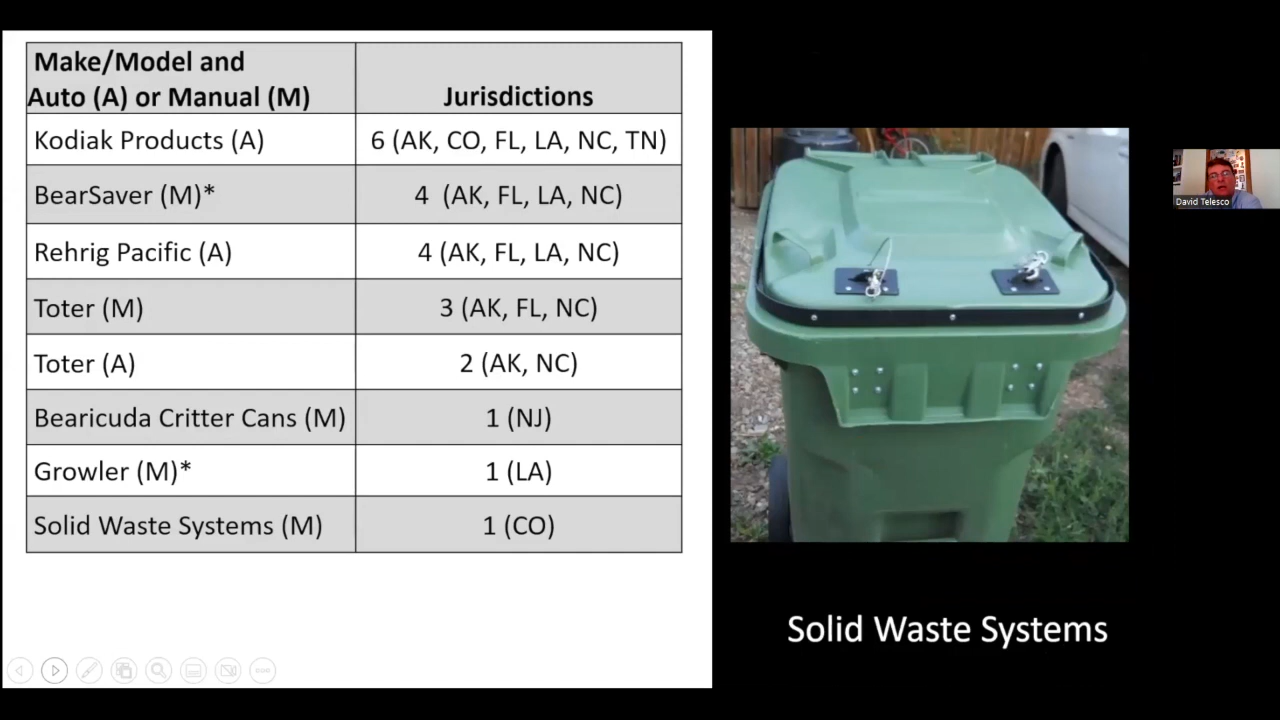 Make/Model and
Auto (A) or Manual (M)
Jurisdictions
Kodiak Products (A)
6 (AK, CO, FL, LA, NC, TN)
BearSaver (M)*
4 (AK, FL, LA, NC)
Rehrig Pacific (A)
4 (AK, FL, LA, NC)
Toter (M)
3 (AK, FL, NC)
Toter (A)
2 (AK, NC)
Bearicuda Critter Cans (M)
1 (NJ)
Growler (M)*
1 (LA)
Solid Waste Systems (M)
1 (CO)
Solid Waste Systems
David Telesco